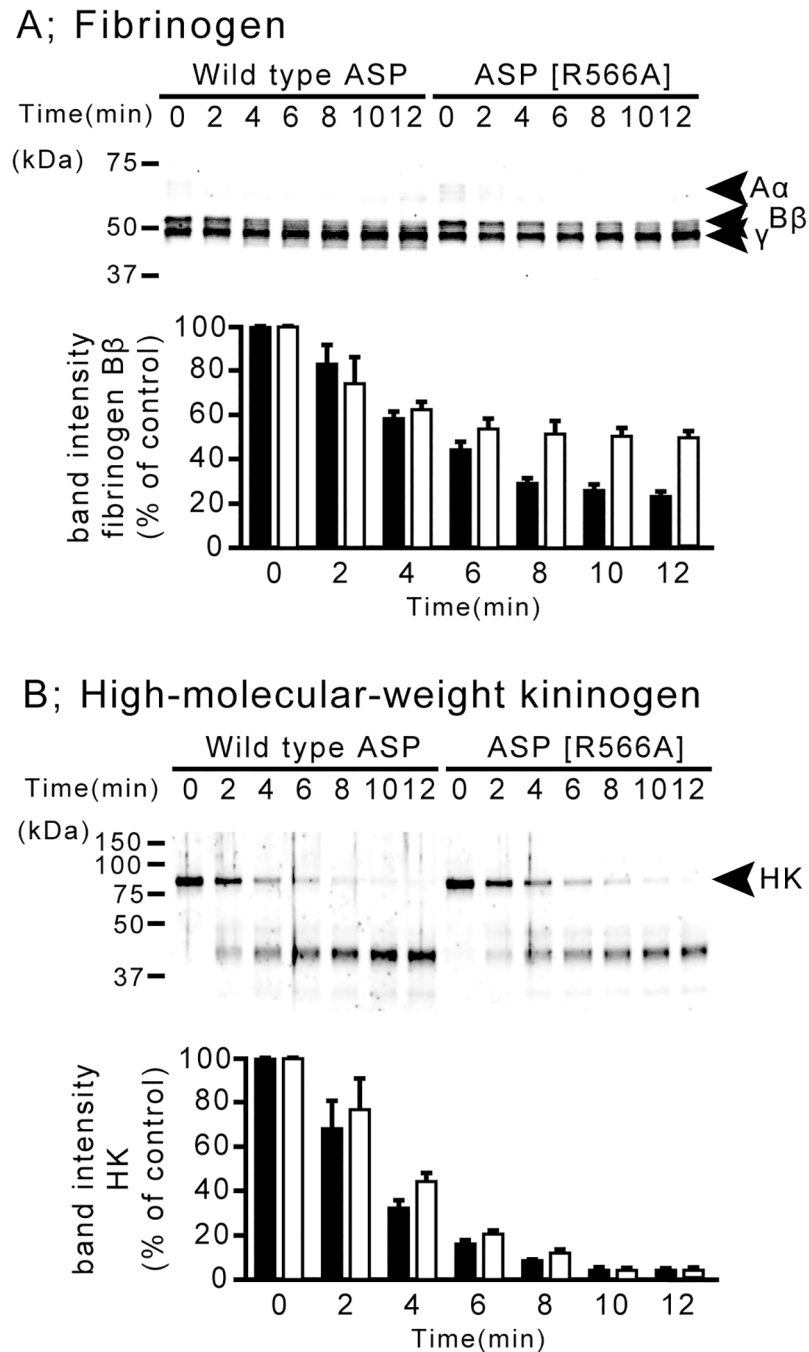 A; Fibrinogen
Wild type ASP ASP [R566A]
Time(min) 0 2 4 6 8 10 12 0 2 4 6 8 10 12
(kDa) 75
Aα
50 Bβ
γ
37
band intensity
fibrinogen Bβ
(% of control)
100
80
60
40
20
0
0 2 4 6 8 10 12
Time(min)
B; High-molecular-weight kininogen
Wild type ASP ASP [R566A]
Time(min) 0 2 4 6 8 10 12 0 2 4 6 8 10 12
(kDa) 150
100
75 HK
50
37
band intensity
HK
(% of control)
100
80
60
40
20
0
0 2 4 6 8 10 12
Time(min)